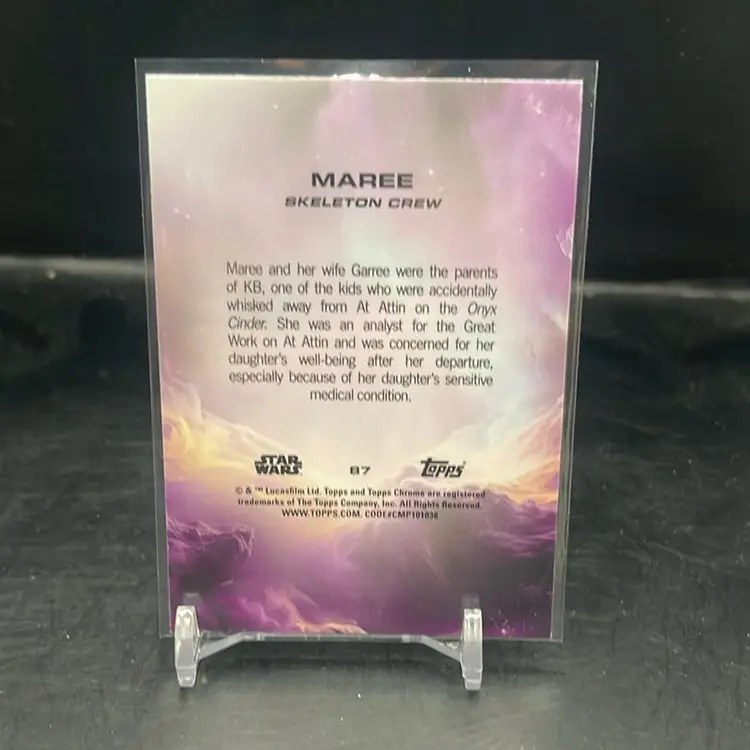 MAREE
SKELETON CREW
Maree and her wife Garree were the parents
of KB, one of the kids who were accidentally
whisked away from At Attin on the Onyx
Cinder. She was an analyst for the Great
Work on At Attin and was concerned for her
daughter's well-being after her departure,
especially because of her daughter's sensitive
medical condition.
STAR WARS 87 Topps
© & ™ Lucasfilm Ltd. Topps and Topps Chrome are registered
trademarks of The Topps Company, Inc. All Rights Reserved.
WWW.TOPPS.COM. CODE#CMP101038